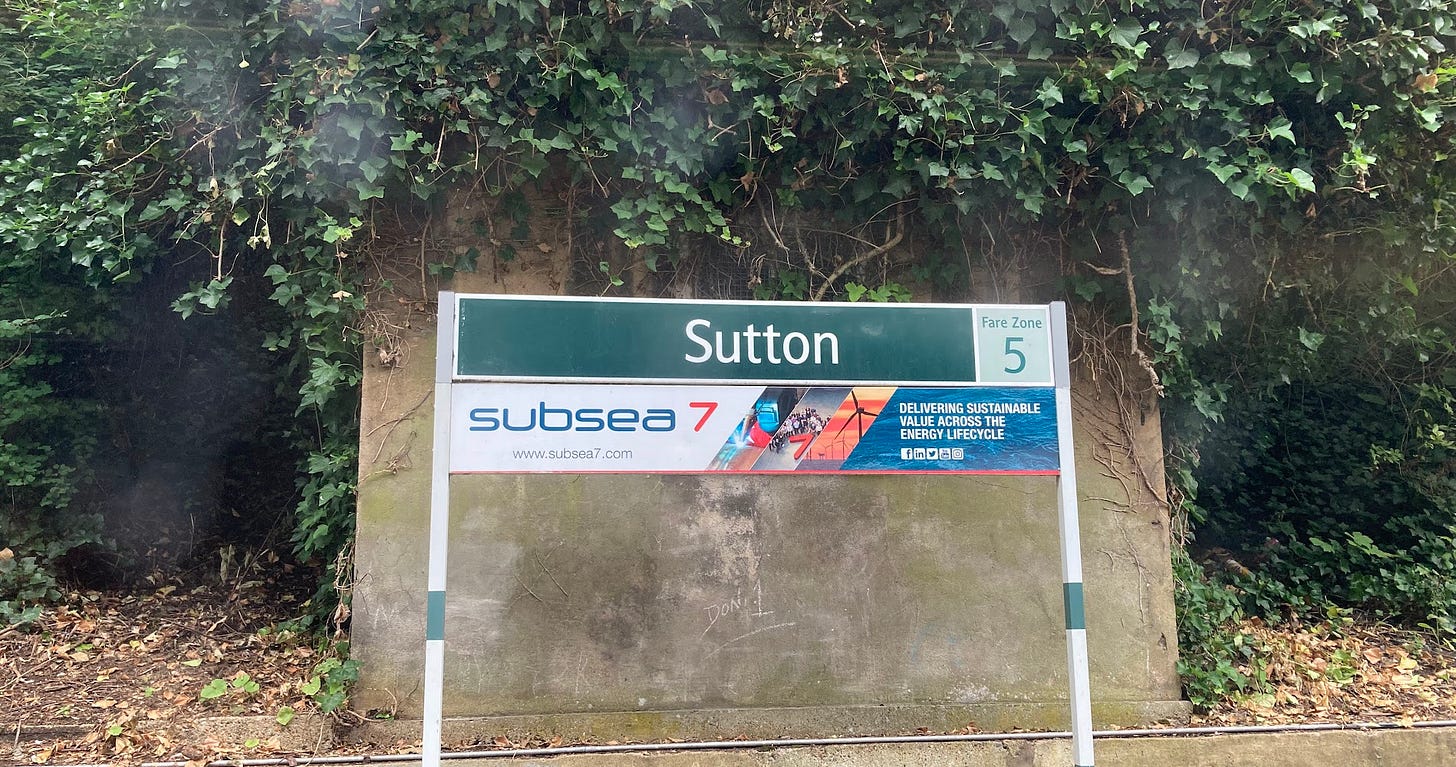 Sutton
Fare Zone
5
subsea 7
www.subsea7.com
DELIVERING SUSTAINABLE
VALUE ACROSS THE
ENERGY LIFECYCLE